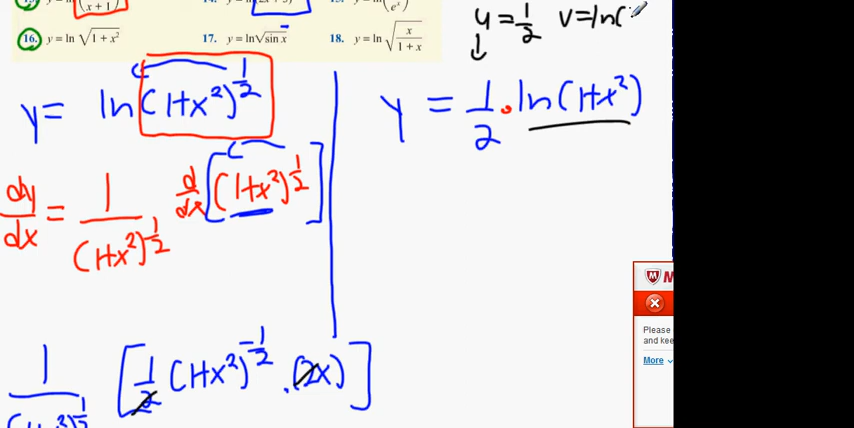 (x + 1)
(e^x)
16. y = ln √(1 + x²)
17. y = ln√sin x
18. y = ln √(x/(1 + x))
u = 1/2 v = ln(
y = ln(1+x²)^(1/2)
y = 1/2 · ln(1+x²)
dy/dx = 1/(1+x²)^(1/2) d/dx [(1+x²)^(1/2)]
1/ [1/2 (1+x²)^(-1/2) · (2x)]
M
Please
and kee
More